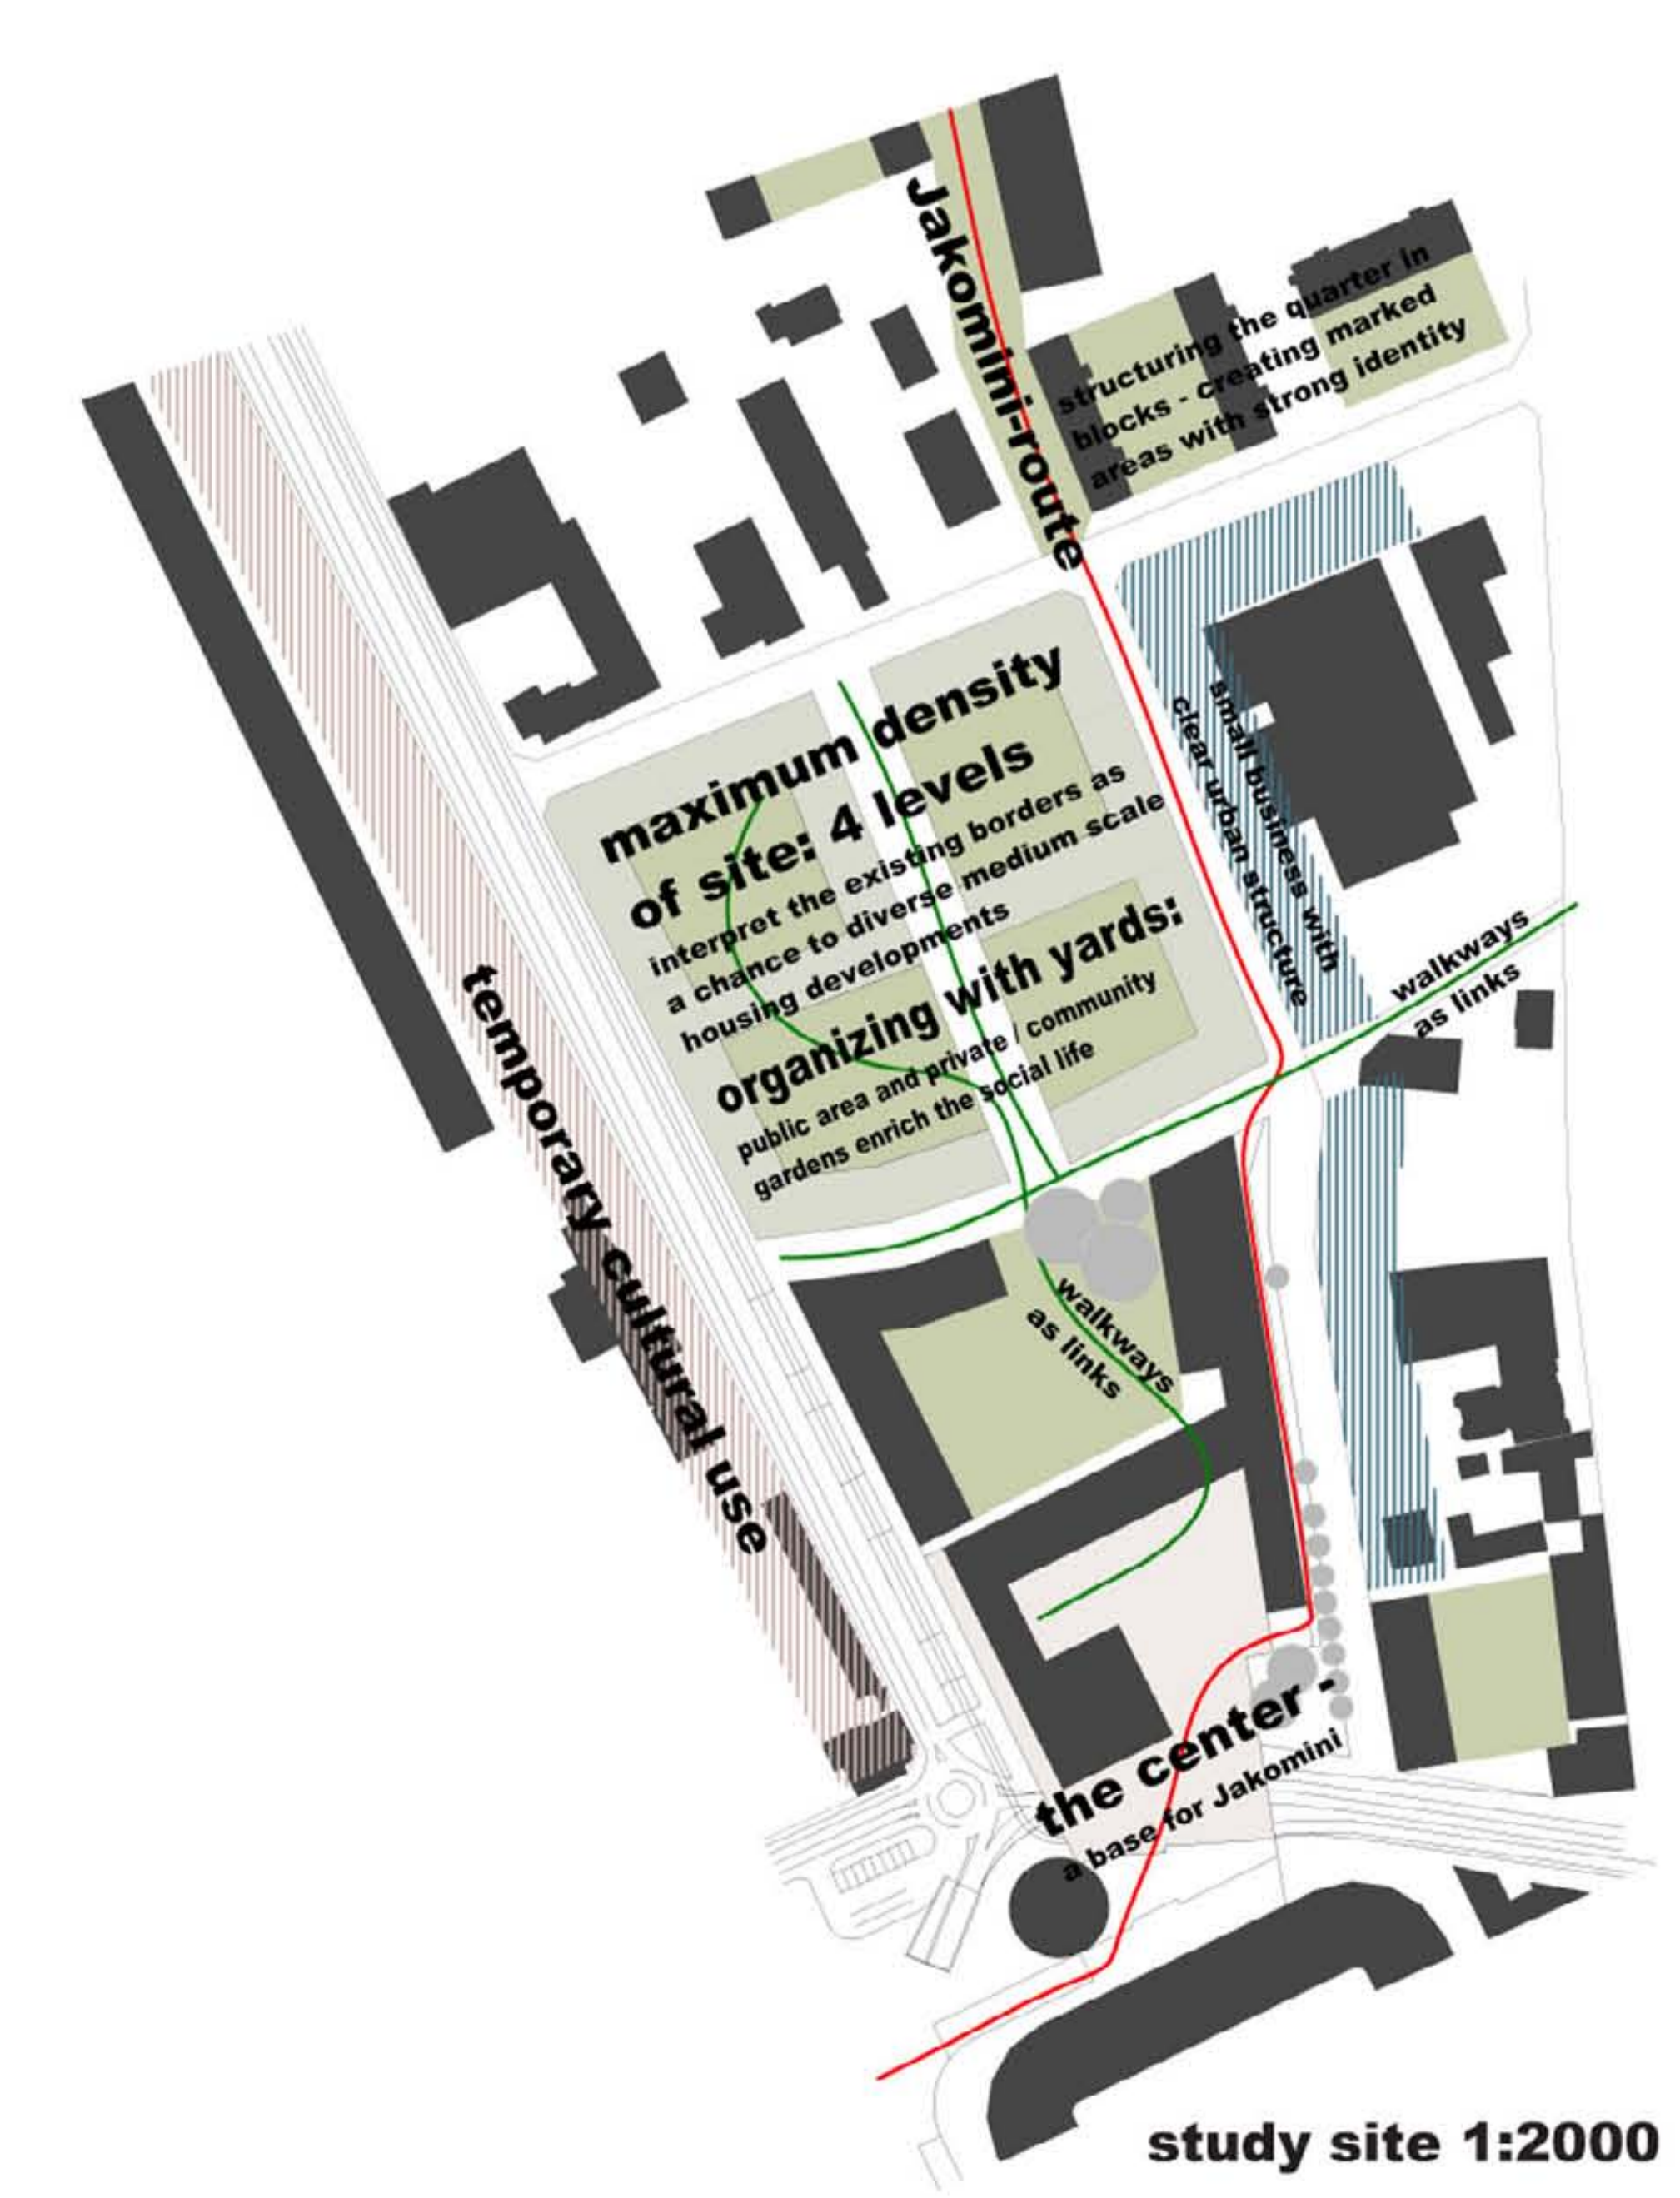 Jakomini-route
structuring the quarter in
blocks - creating marked
areas with strong identity
maximum density
of site: 4 levels
interpret the existing borders as
a chance to diverse medium scale
housing developments
organizing with yards:
public area and private / community
gardens enrich the social life
small business with
clear urban structure
walkways
as links
temporary cultural use
walkways
as links
the center -
a base for Jakomini
study site 1:2000